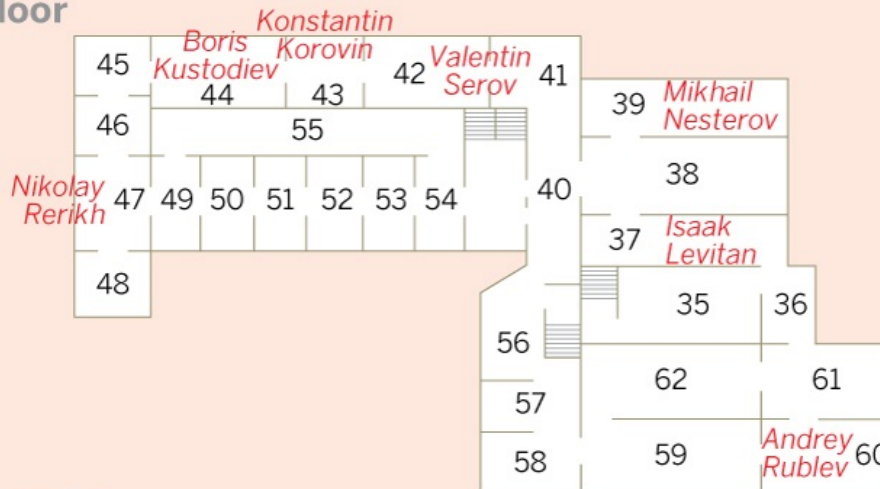 loor
Konstantin
Korovin
Boris
Kustodiev
Valentin
Serov
45
44
43
42
41
39
Mikhail
Nesterov
46
55
38
Nikolay
Rerikh
47
49
50
51
52
53
54
40
37
Isaak
Levitan
48
35
36
56
62
61
57
58
59
Andrey
Rublev
60